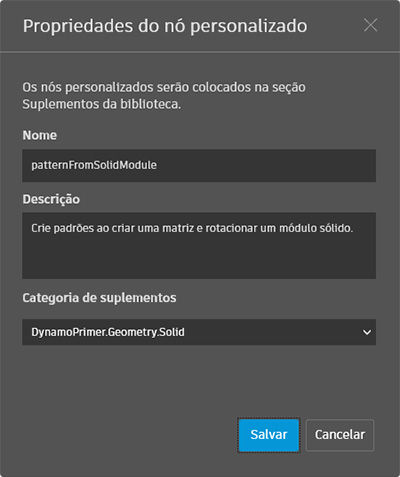 Propriedades do nó personalizado
Os nós personalizados serão colocados na seção
Suplementos da biblioteca.
Nome
patternFromSolidModule
Descrição
Crie padrões ao criar uma matriz e rotacionar um módulo sólido.
Categoria de suplementos
DynamoPrimer.Geometry.Solid
Salvar
Cancelar